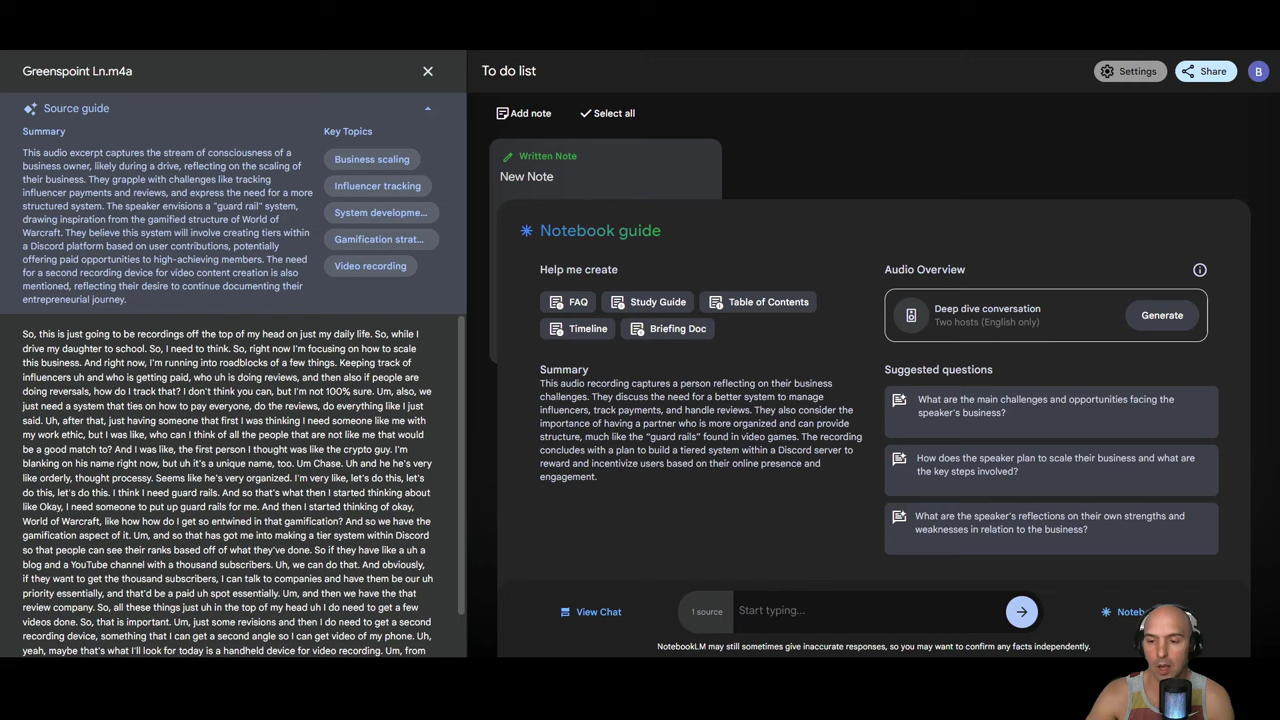 Greenspoint Ln.m4a
Source guide
Summary
This audio excerpt captures the stream of consciousness of a
business owner, likely during a drive, reflecting on the scaling of
their business. They grapple with challenges like tracking
influencer payments and reviews, and express the need for a more
structured system. The speaker envisions a "guard rail" system,
drawing inspiration from the gamified structure of World of
Warcraft. They believe this system will involve creating tiers within
a Discord platform based on user contributions, potentially
offering paid opportunities to high-achieving members. The need
for a second recording device for video content creation is also
mentioned, reflecting their desire to continue documenting their
entrepreneurial journey.
Key Topics
Business scaling
Influencer tracking
System developme...
Gamification strat...
Video recording
So, this is just going to be recordings off the top of my head on just my daily life. So, while I
drive my daughter to school. So, I need to think. So, right now I'm focusing on how to scale
this business. And right now, I'm running into roadblocks of a few things. Keeping track of
influencers uh and who is getting paid, who uh is doing reviews, and then also if people are
doing reversals, how do I track that? I don't think you can, but I'm not 100% sure. Um, also, we
just need a system that ties on how to pay everyone, do the reviews, do everything like I just
said. Uh, after that, just having someone that first I was thinking I need someone like me with
my work ethic, but I was like, who can I think of all the people that are not like me that would
be a good match to? And I was like, the first person I thought was like the crypto guy. I'm
blanking on his name right now, but uh it's a unique name, too. Um Chase. Uh and he he's very
like orderly, thought process. Seems like he's very organized. I'm very like, let's do this, let's
do this, let's do this. I think I need guard rails. And so that's when I started thinking about
like Okay, I need someone to put up guard rails for me. And then I started thinking of okay,
World of Warcraft, like how how do I get so entwined in that gamification? And so we have the
gamification aspect of it. Um, and so that has got me into making a tier system within Discord
so that people can see their ranks based off of what they've done. So if they have like a uh a
blog and a YouTube channel with a thousand subscribers. Uh, we can do that. And obviously,
if they want to get the thousand subscribers, I can talk to companies and have them be our uh
priority essentially, and that'd be a paid uh spot essentially. Um, and then we have the that
review company. So, all these things just uh in the top of my head uh I do need to get a few
videos done. So, that is important. Um, just some revisions and then I do need to get a second
recording device, something that I can get a second angle so I can get video of my phone. Uh,
yeah, maybe that's what I'll look for today is a handheld device for video recording. Um, from
To do list
Settings
Share
B
Add note
Select all
Written Note
New Note
Notebook guide
Help me create
FAQ
Study Guide
Table of Contents
Timeline
Briefing Doc
Summary
This audio recording captures a person reflecting on their business
challenges. They discuss the need for a better system to manage
influencers, track payments, and handle reviews. They also consider the
importance of having a partner who is more organized and can provide
structure, much like the "guard rails" found in video games. The recording
concludes with a plan to build a tiered system within a Discord server to
reward and incentivize users based on their online presence and
engagement.
Audio Overview
Deep dive conversation
Two hosts (English only)
Generate
Suggested questions
What are the main challenges and opportunities facing the
speaker's business?
How does the speaker plan to scale their business and what are
the key steps involved?
What are the speaker's reflections on their own strengths and
weaknesses in relation to the business?
View Chat
1 source
Start typing...
Noteb
NotebookLM may still sometimes give inaccurate responses, so you may want to confirm any facts independently.